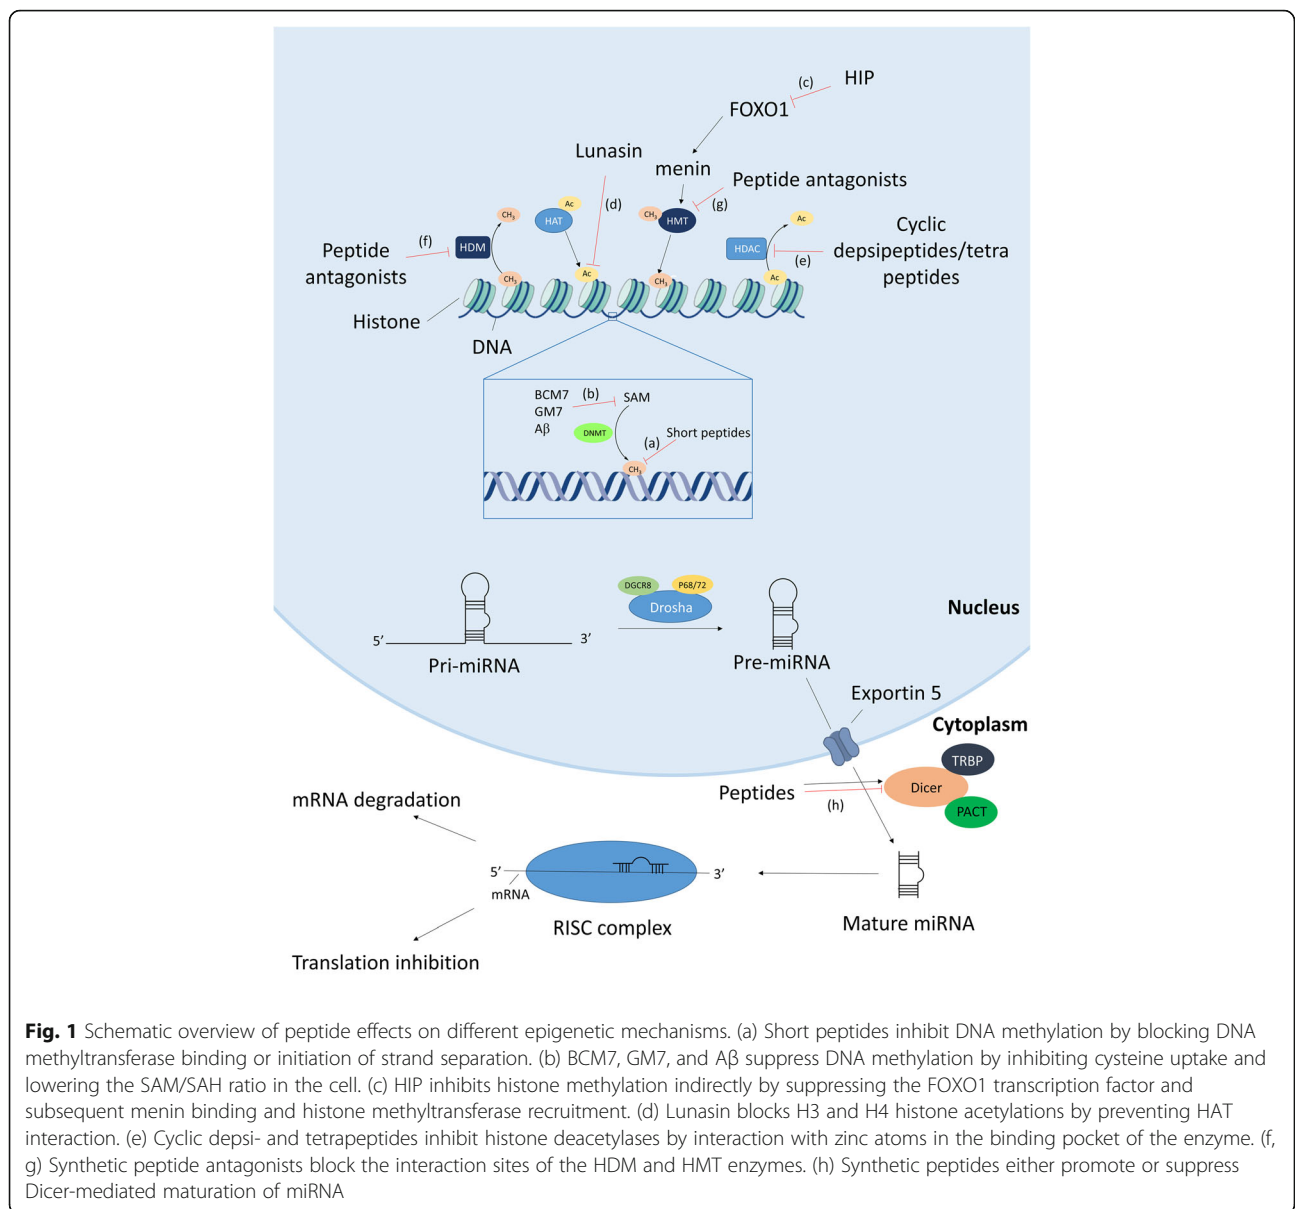 (c)
HIP
FOXO1
Lunasin
menin
Peptide antagonists
(d)
(g)
Ac
CH3
HAT
CH3
HMT
Ac
Cyclic
depsipeptides/tetra
peptides
(f)
HDM
HDAC
(e)
Peptide
antagonists
CH3
Ac
CH3
Ac
Histone
DNA
BCM7
GM7
Aβ
(b)
SAM
DNMT
(a)
Short peptides
CH3
DGCR8
P68/72
Drosha
Nucleus
5’
3’
Pri-miRNA
Pre-miRNA
Exportin 5
Cytoplasm
TRBP
Dicer
PACT
Peptides
(h)
mRNA degradation
5’
3’
mRNA
RISC complex
Mature miRNA
Translation inhibition
Fig. 1 Schematic overview of peptide effects on different epigenetic mechanisms. (a) Short peptides inhibit DNA methylation by blocking DNA
methyltransferase binding or initiation of strand separation. (b) BCM7, GM7, and Aβ suppress DNA methylation by inhibiting cysteine uptake and
lowering the SAM/SAH ratio in the cell. (c) HIP inhibits histone methylation indirectly by suppressing the FOXO1 transcription factor and
subsequent menin binding and histone methyltransferase recruitment. (d) Lunasin blocks H3 and H4 histone acetylations by preventing HAT
interaction. (e) Cyclic depsi- and tetrapeptides inhibit histone deacetylases by interaction with zinc atoms in the binding pocket of the enzyme. (f,
g) Synthetic peptide antagonists block the interaction sites of the HDM and HMT enzymes. (h) Synthetic peptides either promote or suppress
Dicer-mediated maturation of miRNA